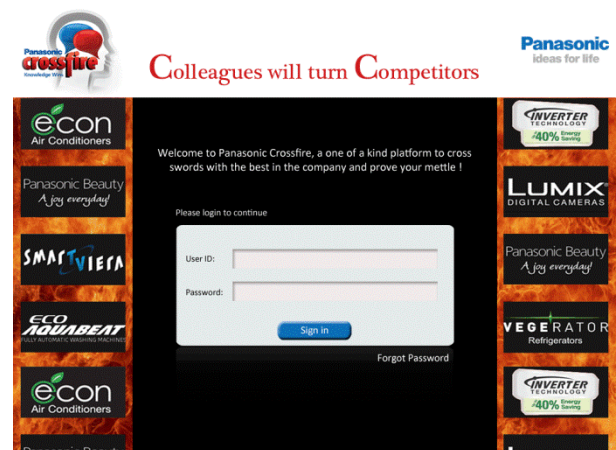 Panasonic
crossfire
Knowledge Wins
Colleagues will turn Competitors
Panasonic
ideas for life
econ
Air Conditioners
Panasonic Beauty
A joy everyday!
SMART VIERA
ECO
AQUABEAT
FULLY AUTOMATIC WASHING MACHINES
econ
Air Conditioners
Welcome to Panasonic Crossfire, a one of a kind platform to cross
swords with the best in the company and prove your mettle !
Please login to continue
User ID:
Password:
Sign in
Forgot Password
INVERTER
TECHNOLOGY
40% Energy
Saving
LUMIX
DIGITAL CAMERAS
Panasonic Beauty
A joy everyday!
VEGERATOR
Refrigerators
INVERTER
TECHNOLOGY
40% Energy
Saving